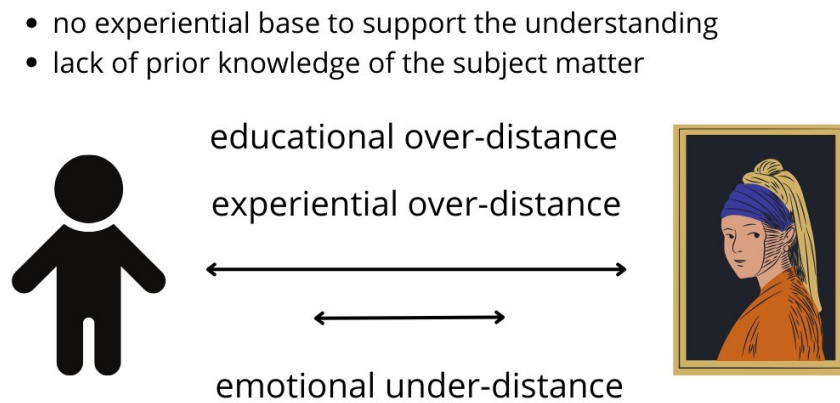 • no experiential base to support the understanding
• lack of prior knowledge of the subject matter
educational over-distance
experiential over-distance
emotional under-distance